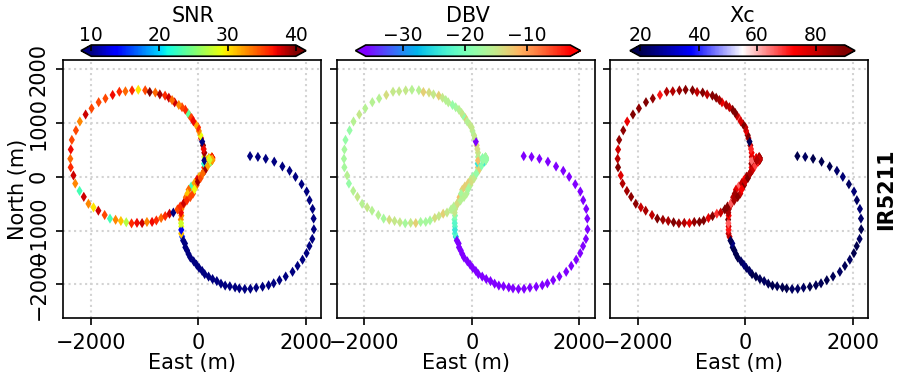 SNR DBV Xc
10 20 30 40 −30 −20 −10 20 40 60 80
2000
1000
0
−1000
−2000
North (m)
IR5211
−2000 0 2000 −2000 0 2000 −2000 0 2000
East (m) East (m) East (m)